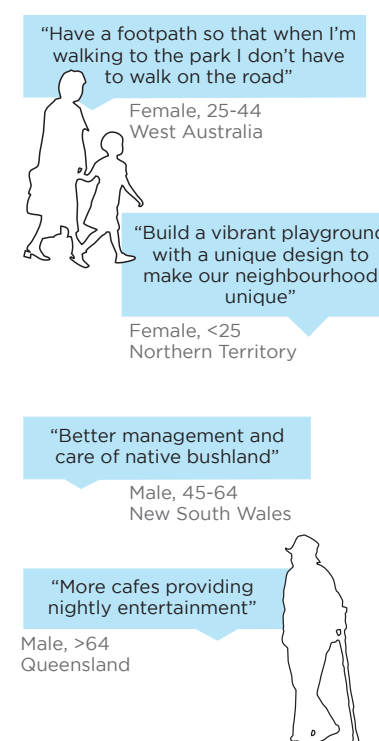 “Have a footpath so that when I’m
walking to the park I don’t have
to walk on the road”
Female, 25-44
West Australia
“Build a vibrant playground
with a unique design to
make our neighbourhood
unique”
Female, <25
Northern Territory
“Better management and
care of native bushland”
Male, 45-64
New South Wales
“More cafes providing
nightly entertainment”
Male, >64
Queensland